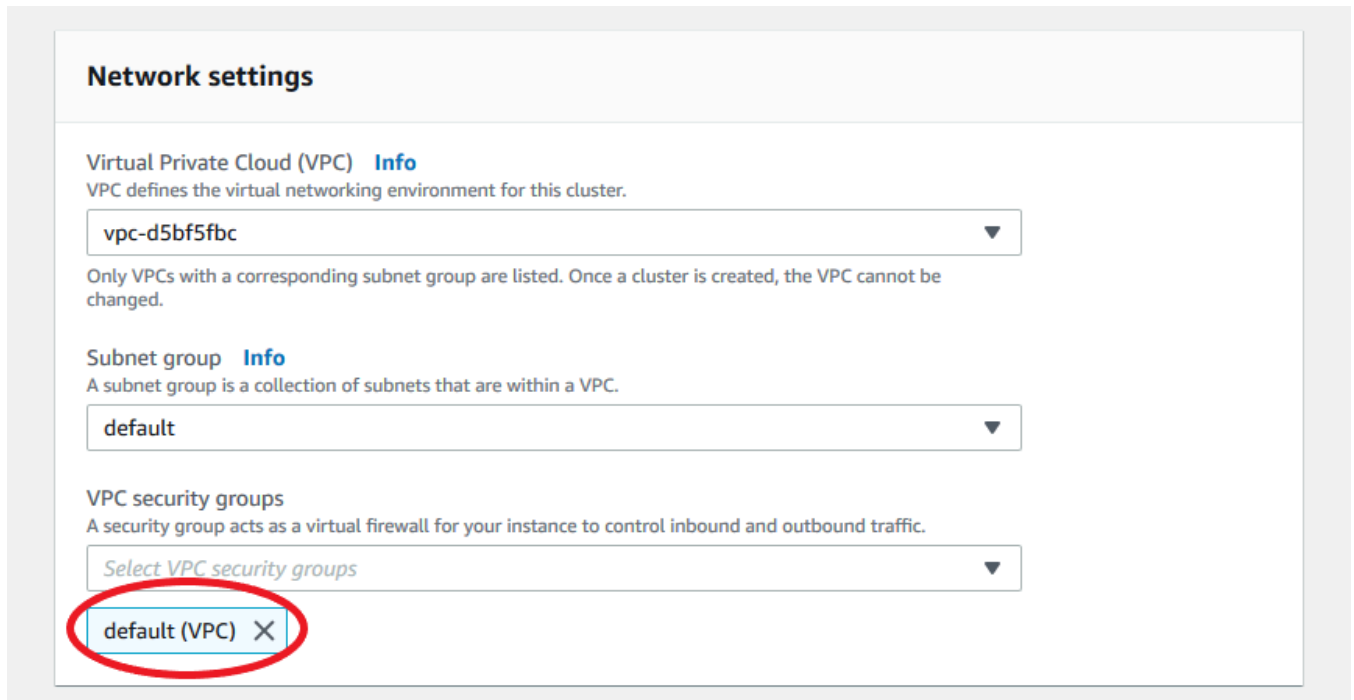 Network settings
Virtual Private Cloud (VPC) Info
VPC defines the virtual networking environment for this cluster.
vpc-d5bf5fbc
Only VPCs with a corresponding subnet group are listed. Once a cluster is created, the VPC cannot be
changed.
Subnet group Info
A subnet group is a collection of subnets that are within a VPC.
default
VPC security groups
A security group acts as a virtual firewall for your instance to control inbound and outbound traffic.
Select VPC security groups
default (VPC)